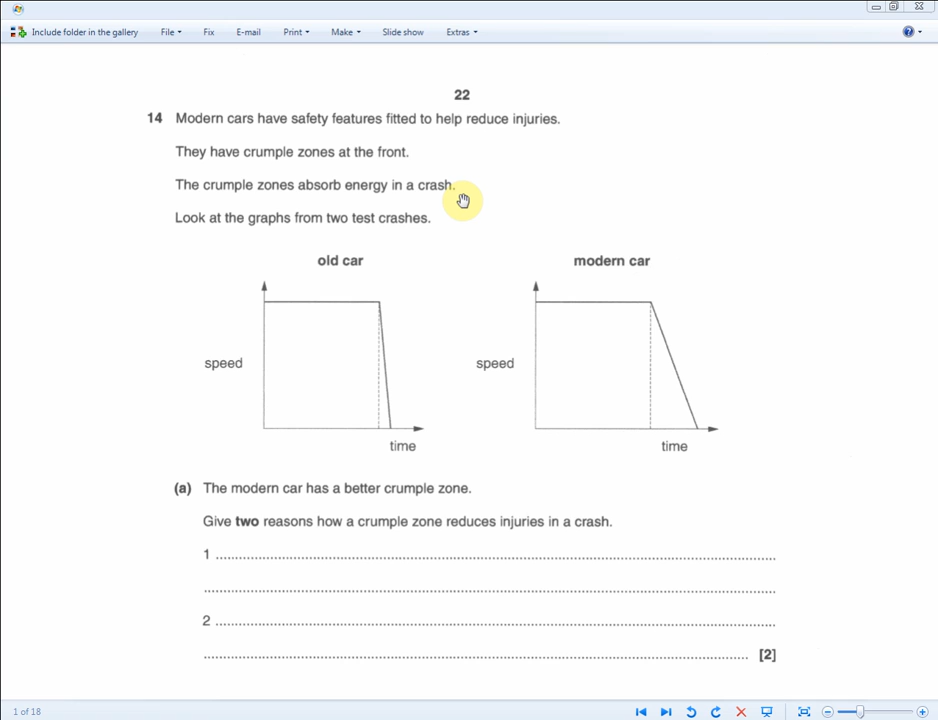 Include folder in the gallery File Fix E-mail Print Make Slide show Extras
22
14 Modern cars have safety features fitted to help reduce injuries.
They have crumple zones at the front.
The crumple zones absorb energy in a crash.
Look at the graphs from two test crashes.
old car modern car
speed speed
time time
(a) The modern car has a better crumple zone.
Give two reasons how a crumple zone reduces injuries in a crash.
1 ................................................................
................................................................
2 ................................................................
................................................................ [2]
1 of 18